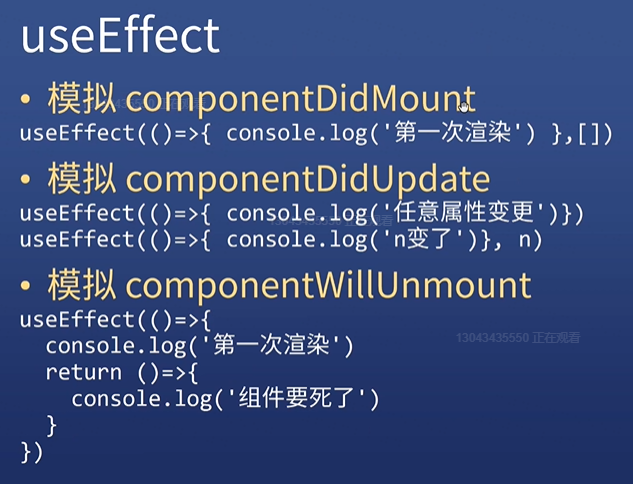 useEffect
• 模拟 componentDidMount
useEffect(()=>{ console.log('第一次渲染') },[])
• 模拟 componentDidUpdate
useEffect(()=>{ console.log('任意属性变更')})
useEffect(()=>{ console.log('n变了')}, n)
• 模拟 componentWillUnmount
useEffect(()=>{
  console.log('第一次渲染')
13043435550 正在观看
  return ()=>{
    console.log('组件要死了')
  }
})